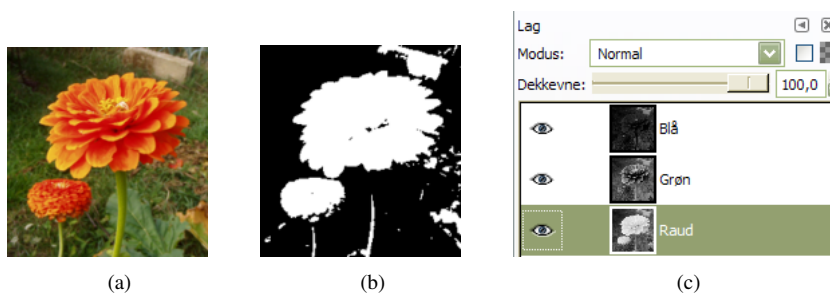 Lag
Modus: Normal
Dekkevne: 100,0
Blå
Grøn
Raud
(a) (b) (c)